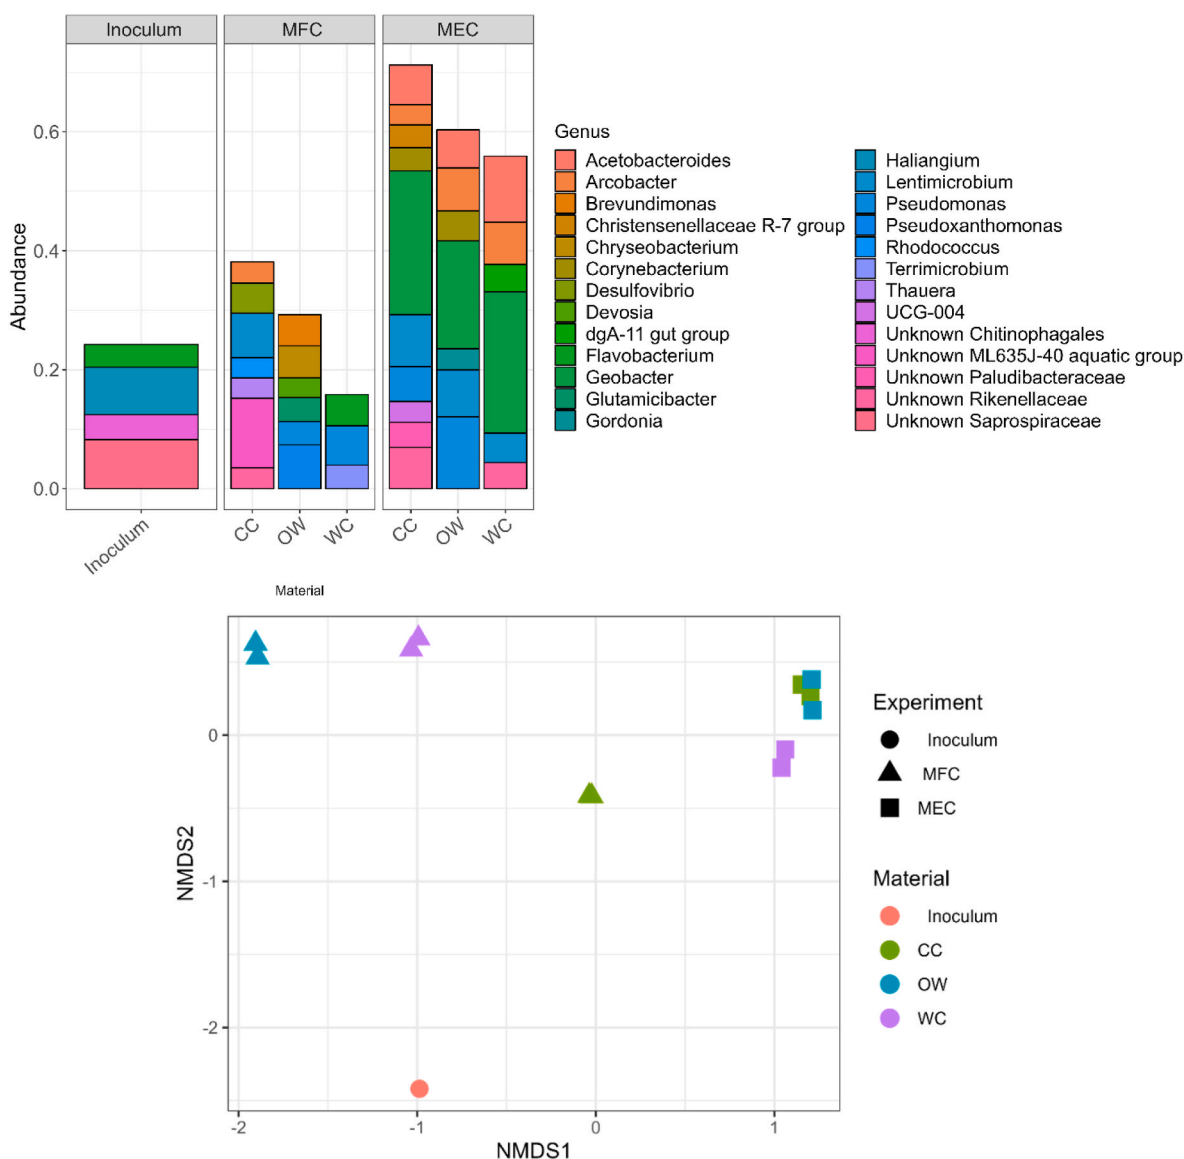 Inoculum MFC MEC
Abundance
0.6
0.4
0.2
0.0
Inoculum
CC OW WC
CC OW WC
Material
Genus
Acetobacteroides
Arcobacter
Brevundimonas
Christensenellaceae R-7 group
Chryseobacterium
Corynebacterium
Desulfovibrio
Devosia
dgA-11 gut group
Flavobacterium
Geobacter
Glutamicibacter
Gordonia
Haliangium
Lentimicrobium
Pseudomonas
Pseudoxanthomonas
Rhodococcus
Terrimicrobium
Thauera
UCG-004
Unknown Chitinophagales
Unknown ML635J-40 aquatic group
Unknown Paludibacteraceae
Unknown Rikenellaceae
Unknown Saprospiraceae
NMDS2
0
-1
-2
-2 -1 0 1
NMDS1
Experiment
Inoculum
MFC
MEC
Material
Inoculum
CC
OW
WC